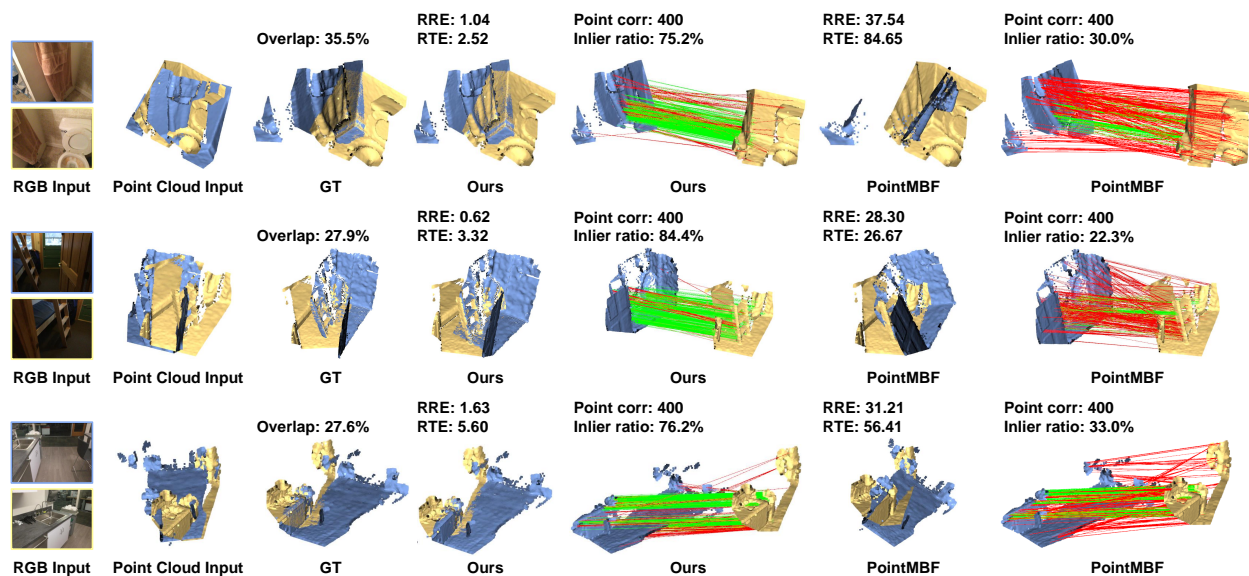 RRE: 1.04 Point corr: 400 RRE: 37.54 Point corr: 400
Overlap: 35.5% RTE: 2.52 Inlier ratio: 75.2% RTE: 84.65 Inlier ratio: 30.0%
RGB Input Point Cloud Input GT Ours Ours PointMBF PointMBF
RRE: 0.62 Point corr: 400 RRE: 28.30 Point corr: 400
Overlap: 27.9% RTE: 3.32 Inlier ratio: 84.4% RTE: 26.67 Inlier ratio: 22.3%
RGB Input Point Cloud Input GT Ours Ours PointMBF PointMBF
RRE: 1.63 Point corr: 400 RRE: 31.21 Point corr: 400
Overlap: 27.6% RTE: 5.60 Inlier ratio: 76.2% RTE: 56.41 Inlier ratio: 33.0%
RGB Input Point Cloud Input GT Ours Ours PointMBF PointMBF